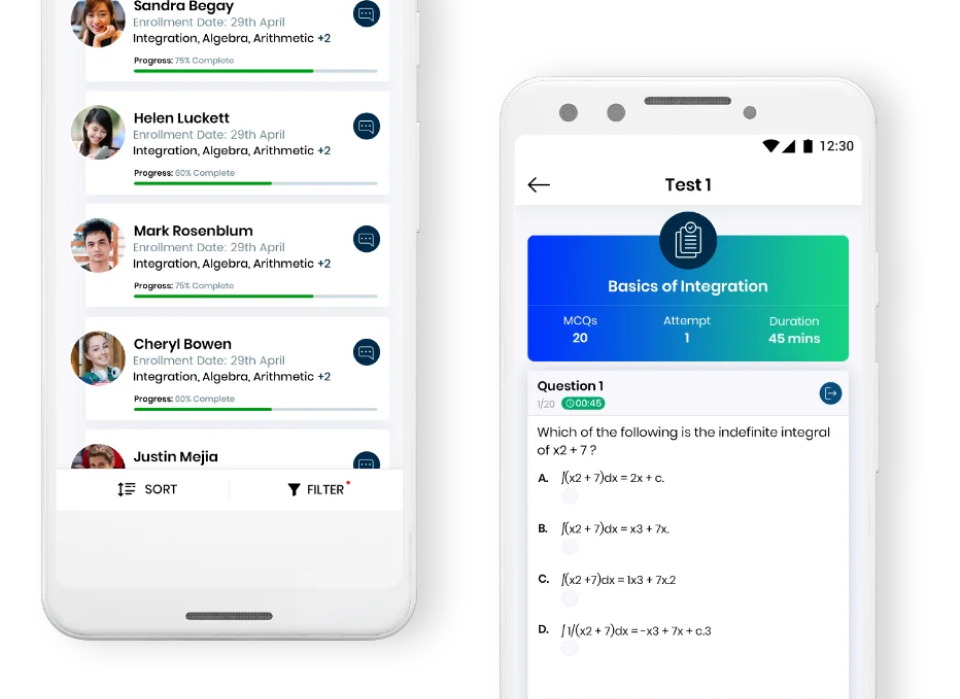 Sandra Begay
Enrollment Date: 29th April
Integration, Algebra, Arithmetic +2
Progress: 75% Complete
Helen Luckett
Enrollment Date: 29th April
Integration, Algebra, Arithmetic +2
Progress: 60% Complete
Mark Rosenblum
Enrollment Date: 29th April
Integration, Algebra, Arithmetic +2
Progress: 75% Complete
Cheryl Bowen
Enrollment Date: 29th April
Integration, Algebra, Arithmetic +2
Progress: 60% Complete
Justin Mejia
SORT
FILTER
12:30
Test 1
Basics of Integration
MCQs Attempt Duration
20 1 45 mins
Question 1
1/20 00:45
Which of the following is the indefinite integral
of x2 + 7 ?
A. ∫(x2 + 7)dx = 2x + c.
B. ∫(x2 + 7)dx = x3 + 7x.
C. ∫(x2 +7)dx = 1x3 + 7x.2
D. ∫1/(x2 + 7)dx = -x3 + 7x + c.3